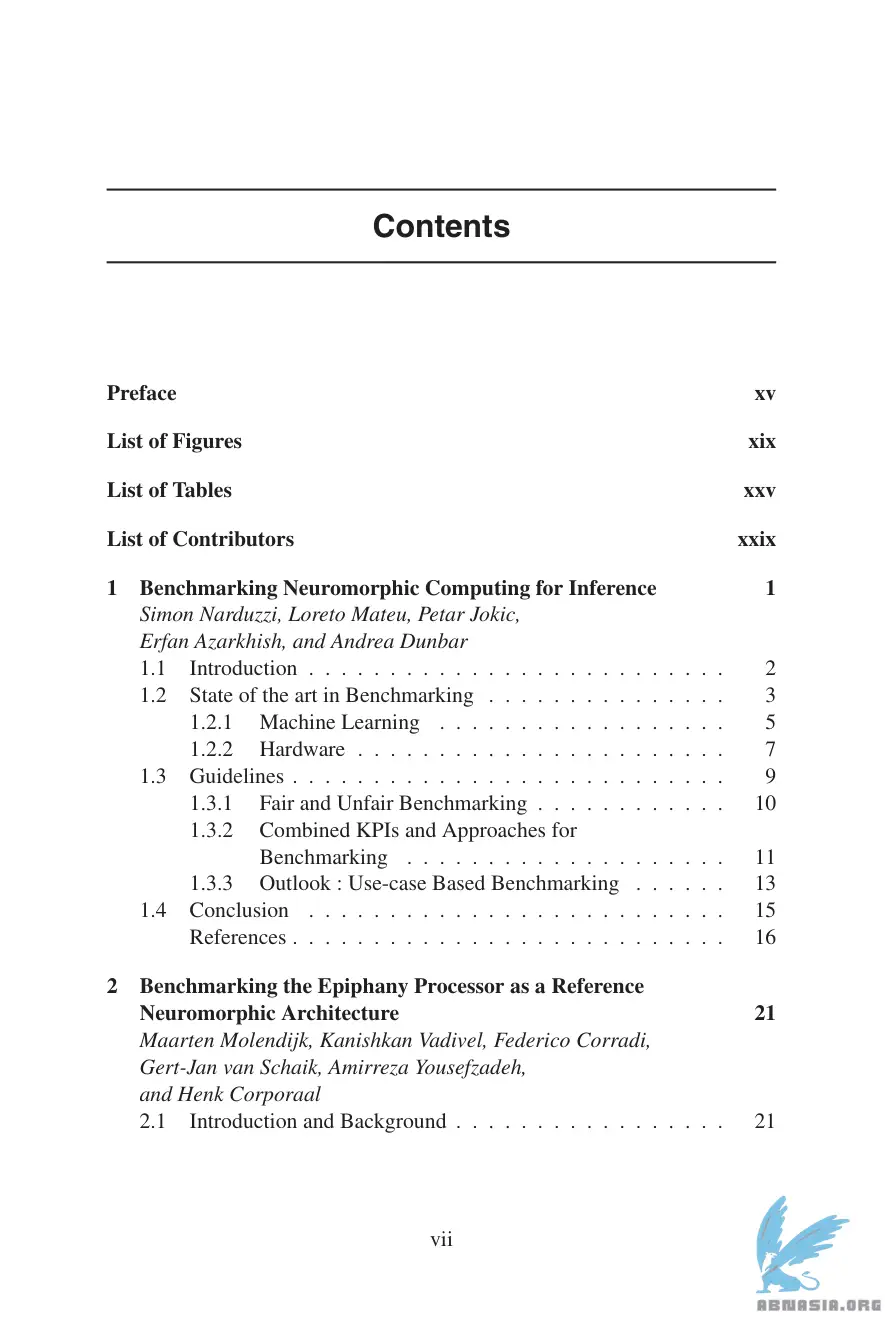 Contents
Preface xv
List of Figures xix
List of Tables xxv
List of Contributors xxix
1 Benchmarking Neuromorphic Computing for Inference 1
Simon Narduzzi, Loreto Mateu, Petar Jokic,
Erfan Azarkhish, and Andrea Dunbar
1.1 Introduction . . . . . . . . . . . . . . . . . . . . . . . . . . 2
1.2 State of the art in Benchmarking . . . . . . . . . . . . . . . 3
1.2.1 Machine Learning . . . . . . . . . . . . . . . . . . 5
1.2.2 Hardware . . . . . . . . . . . . . . . . . . . . . . . 7
1.3 Guidelines . . . . . . . . . . . . . . . . . . . . . . . . . . . 9
1.3.1 Fair and Unfair Benchmarking . . . . . . . . . . . . 10
1.3.2 Combined KPIs and Approaches for
Benchmarking . . . . . . . . . . . . . . . . . . . . 11
1.3.3 Outlook : Use-case Based Benchmarking . . . . . . 13
1.4 Conclusion . . . . . . . . . . . . . . . . . . . . . . . . . . 15
References . . . . . . . . . . . . . . . . . . . . . . . . . . . 16
2 Benchmarking the Epiphany Processor as a Reference
Neuromorphic Architecture 21
Maarten Molendijk, Kanishkan Vadivel, Federico Corradi,
Gert-Jan van Schaik, Amirreza Yousefzadeh,
and Henk Corporaal
2.1 Introduction and Background . . . . . . . . . . . . . . . . . 21
vii
ABNASIA.ORG